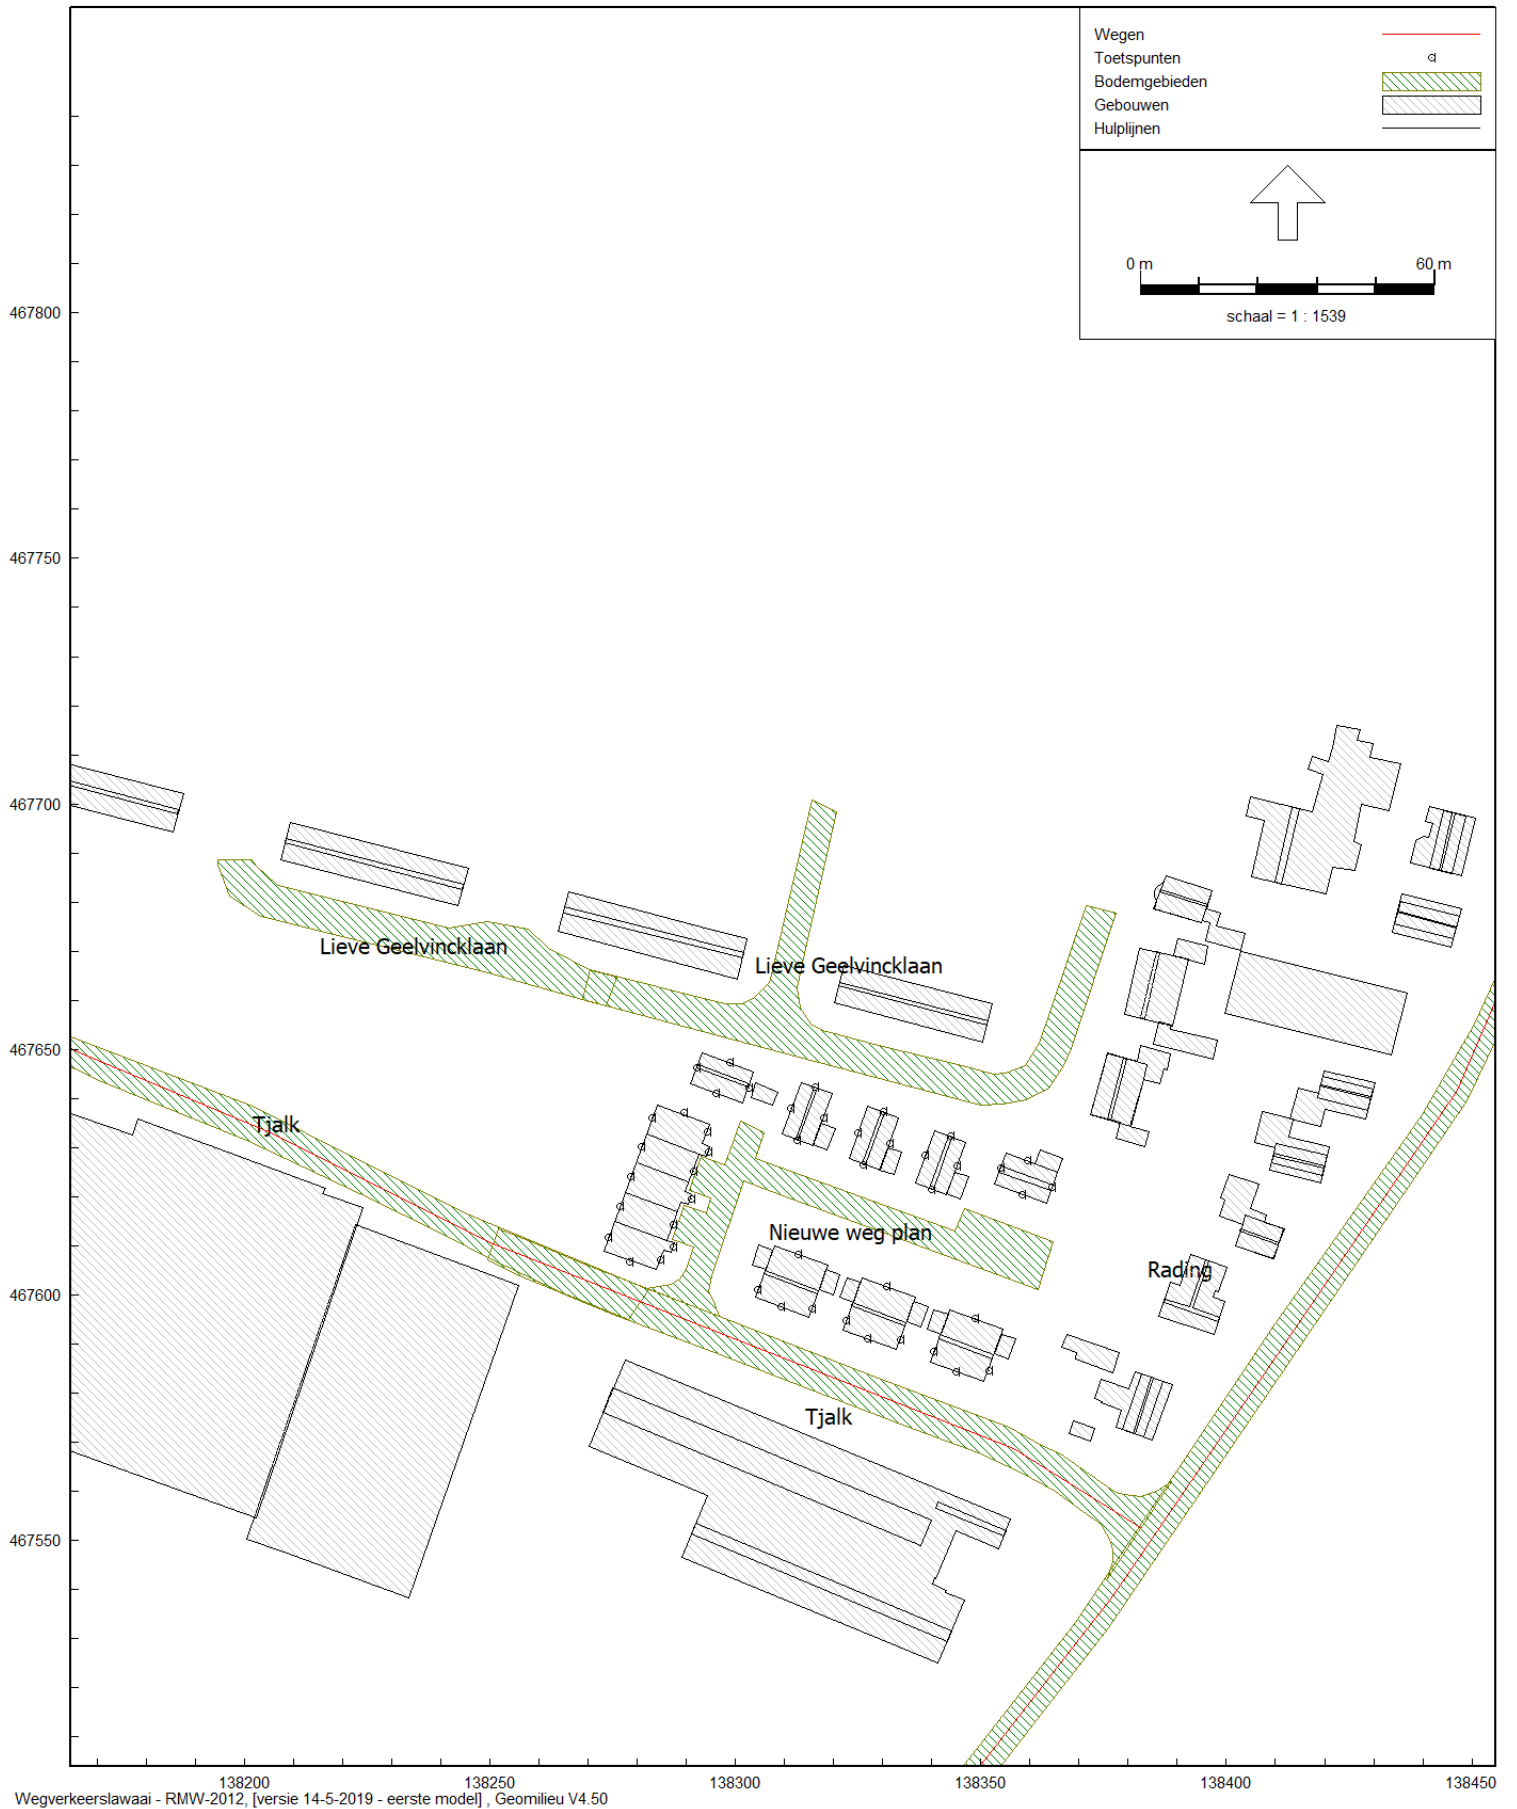 Wegen
Toetspunten
Bodemgebieden
Gebouwen
Hulplijnen
0 m 60 m
schaal = 1 : 1539
467800
467750
467700
467650
467600
467550
Lieve Geelvincklaan
Lieve Geelvincklaan
Tjalk
Nieuwe weg plan
Rading
Tjalk
138200 138250 138300 138350 138400 138450
Wegverkeerslawaai - RMW-2012, [versie 14-5-2019 - eerste model] , Geomilieu V4.50